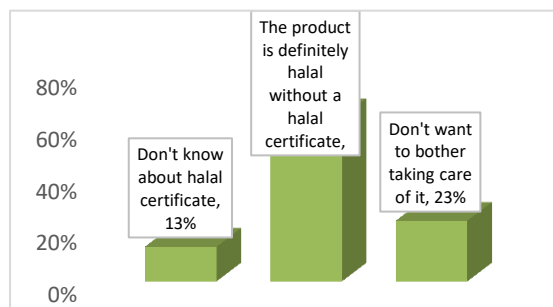 80%
60%
40%
20%
0%
Don't know
about halal
certificate,
13%
The product
is definitely
halal
without a
halal
certificate,
Don't want
to bother
taking care
of it, 23%